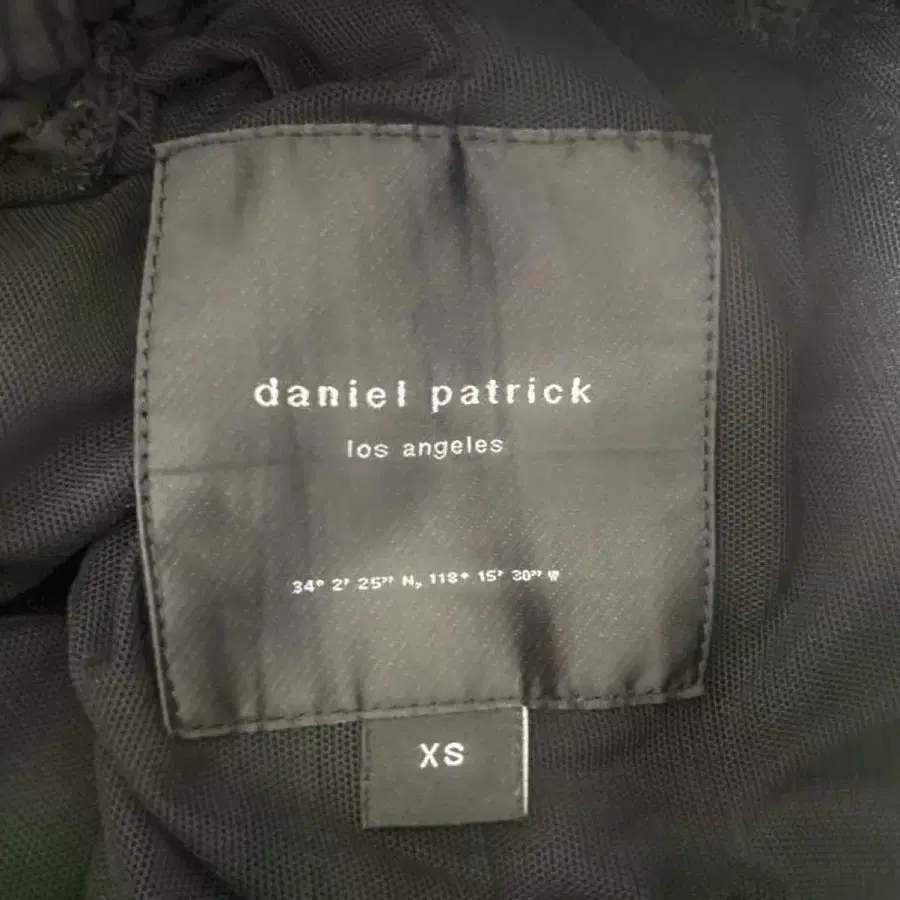 daniel patrick
los angeles
34° 2' 25" N, 118° 15' 30" W
XS